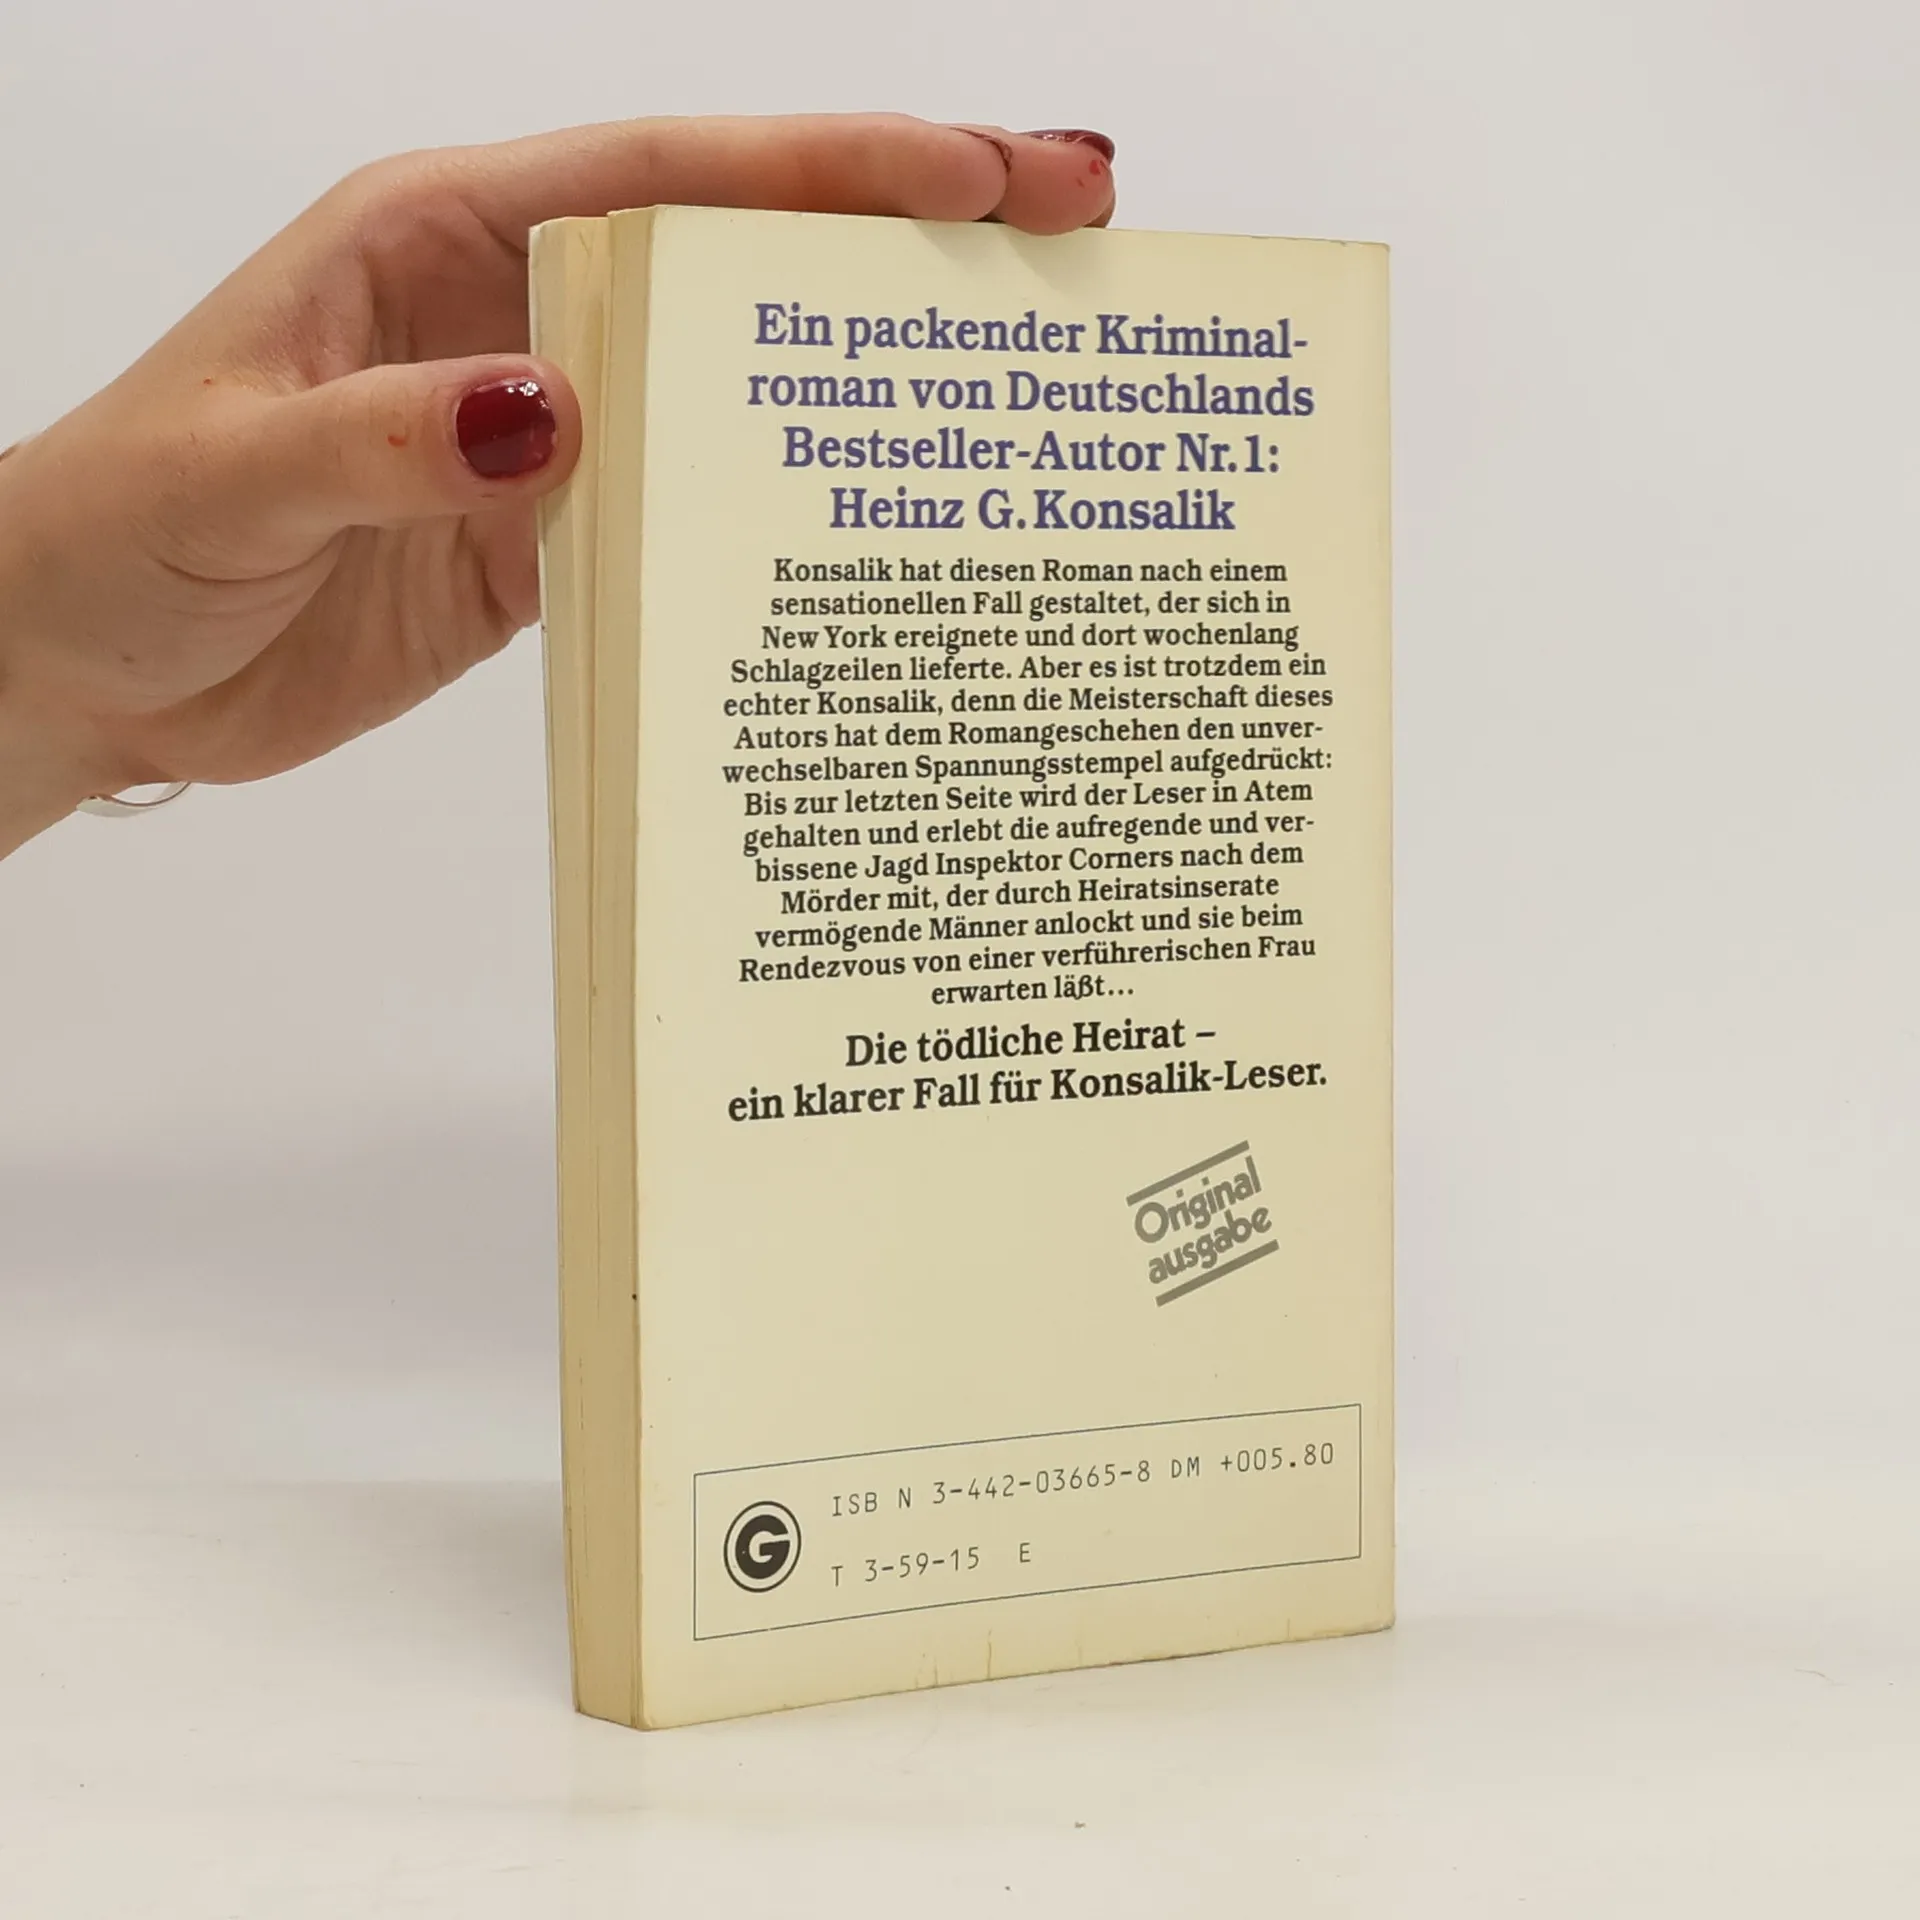 Ein packender Kriminal-
roman von Deutschlands
Bestseller-Autor Nr. 1:
Heinz G. Konsalik
Konsalik hat diesen Roman nach einem
sensationellen Fall gestaltet, der sich in
New York ereignete und dort wochenlang
Schlagzeilen lieferte. Aber es ist trotzdem ein
echter Konsalik, denn die Meisterschaft dieses
Autors hat dem Romangeschehen den unver-
wechselbaren Spannungsstempel aufgedrückt:
Bis zur letzten Seite wird der Leser in Atem
gehalten und erlebt die aufregende und ver-
bissene Jagd Inspektor Corners nach dem
Mörder mit, der durch Heiratsinserate
vermögende Männer anlockt und sie beim
Rendezvous von einer verführerischen Frau
erwarten läßt...
Die tödliche Heirat –
ein klarer Fall für Konsalik-Leser.
Original
ausgabe
ISB N 3-442-03665-8 DM +005.80
G
T 3-59-15 E